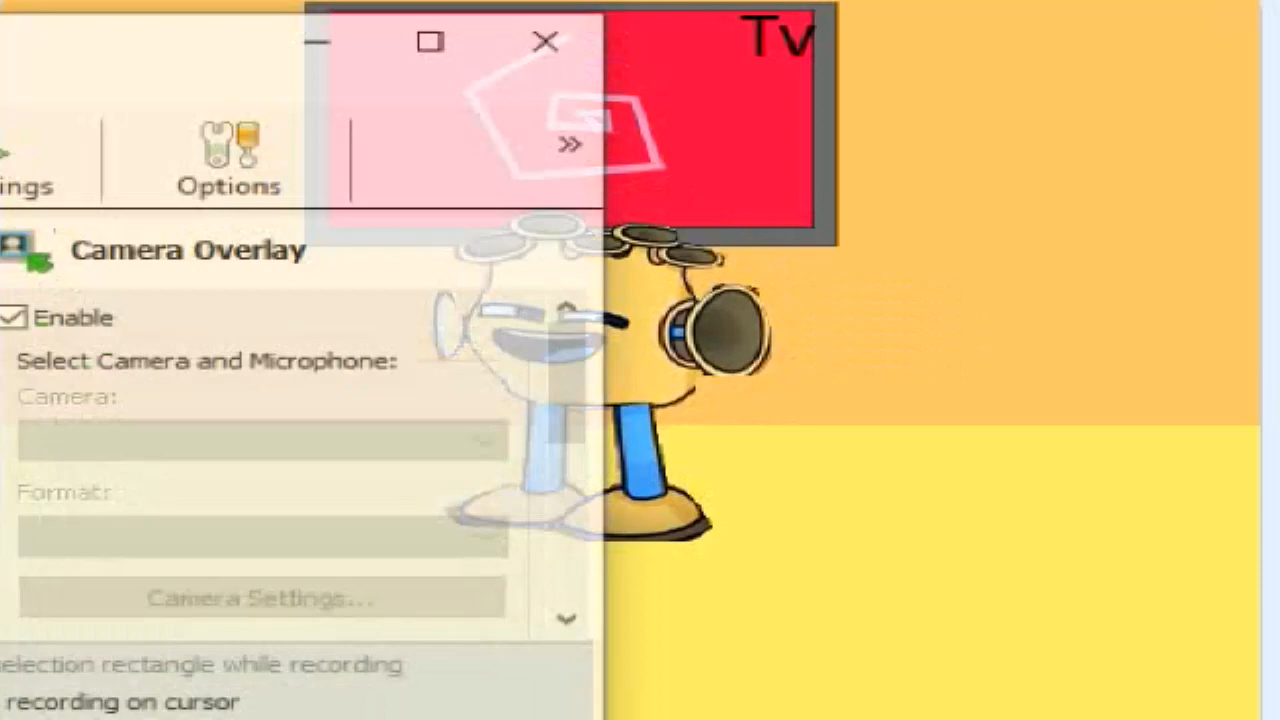 Tv
ings
Options
Camera Overlay
Enable
Select Camera and Microphone:
Camera:
Format:
Camera Settings...
election rectangle while recording
recording on cursor